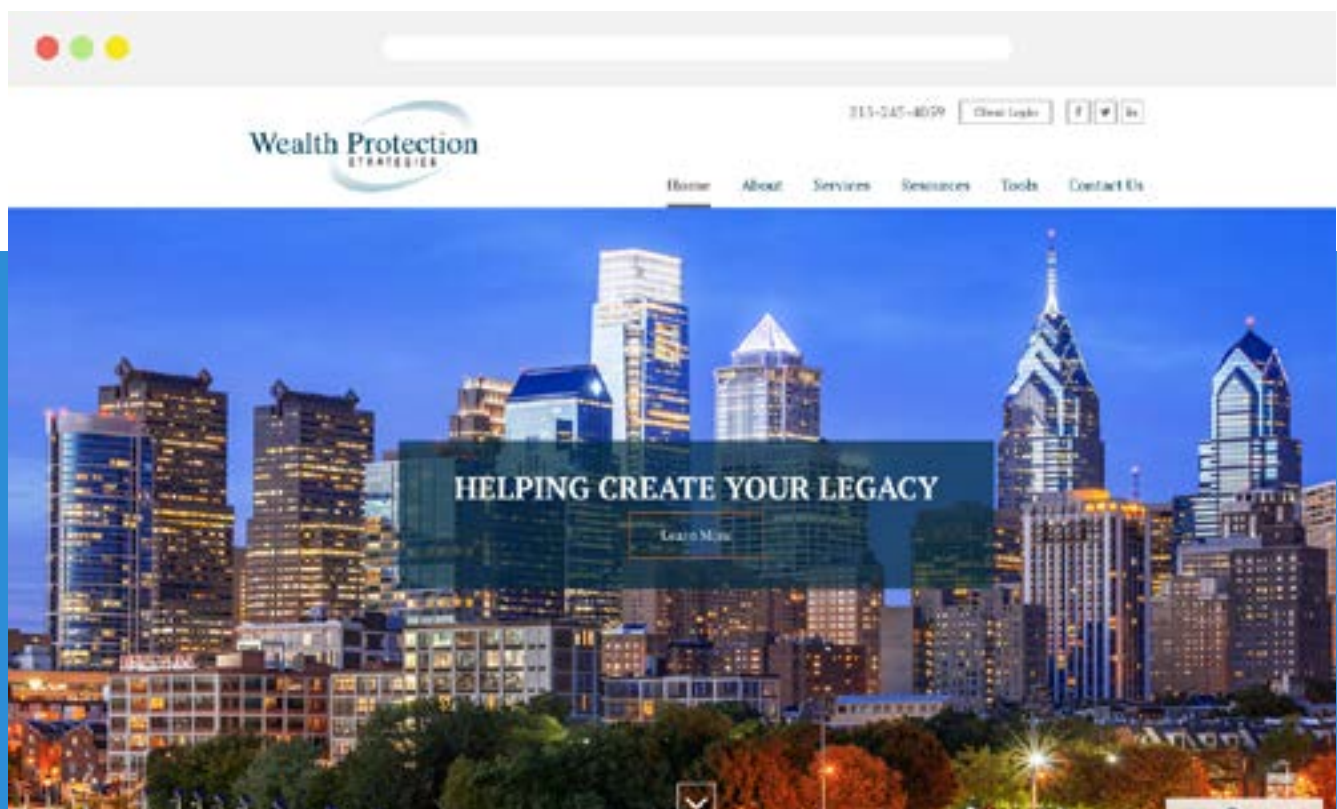 Wealth Protection
STRATEGIES
Client Login
Home About Services Resources Tools Contact Us
HELPING CREATE YOUR LEGACY
Learn More